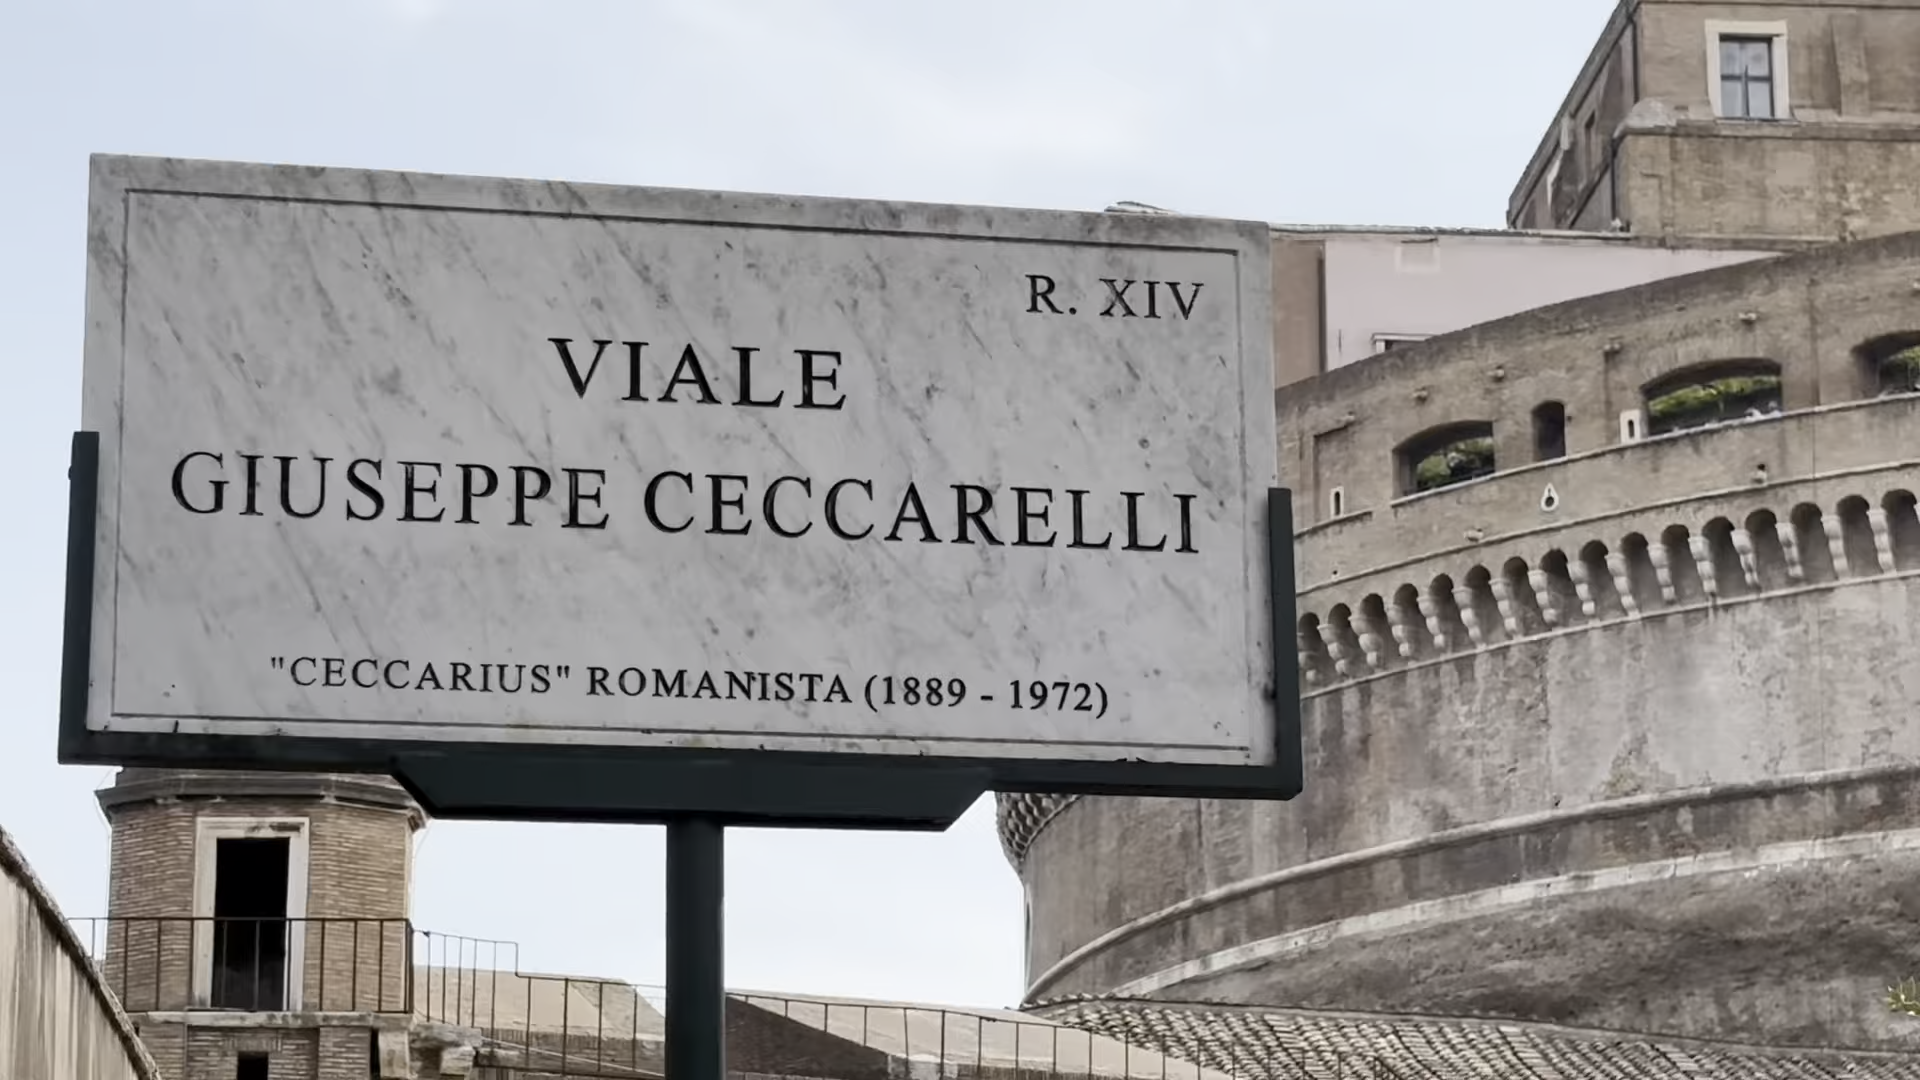 R. XIV
VIALE
GIUSEPPE CECCARELLI
"CECCARIUS" ROMANISTA (1889 - 1972)